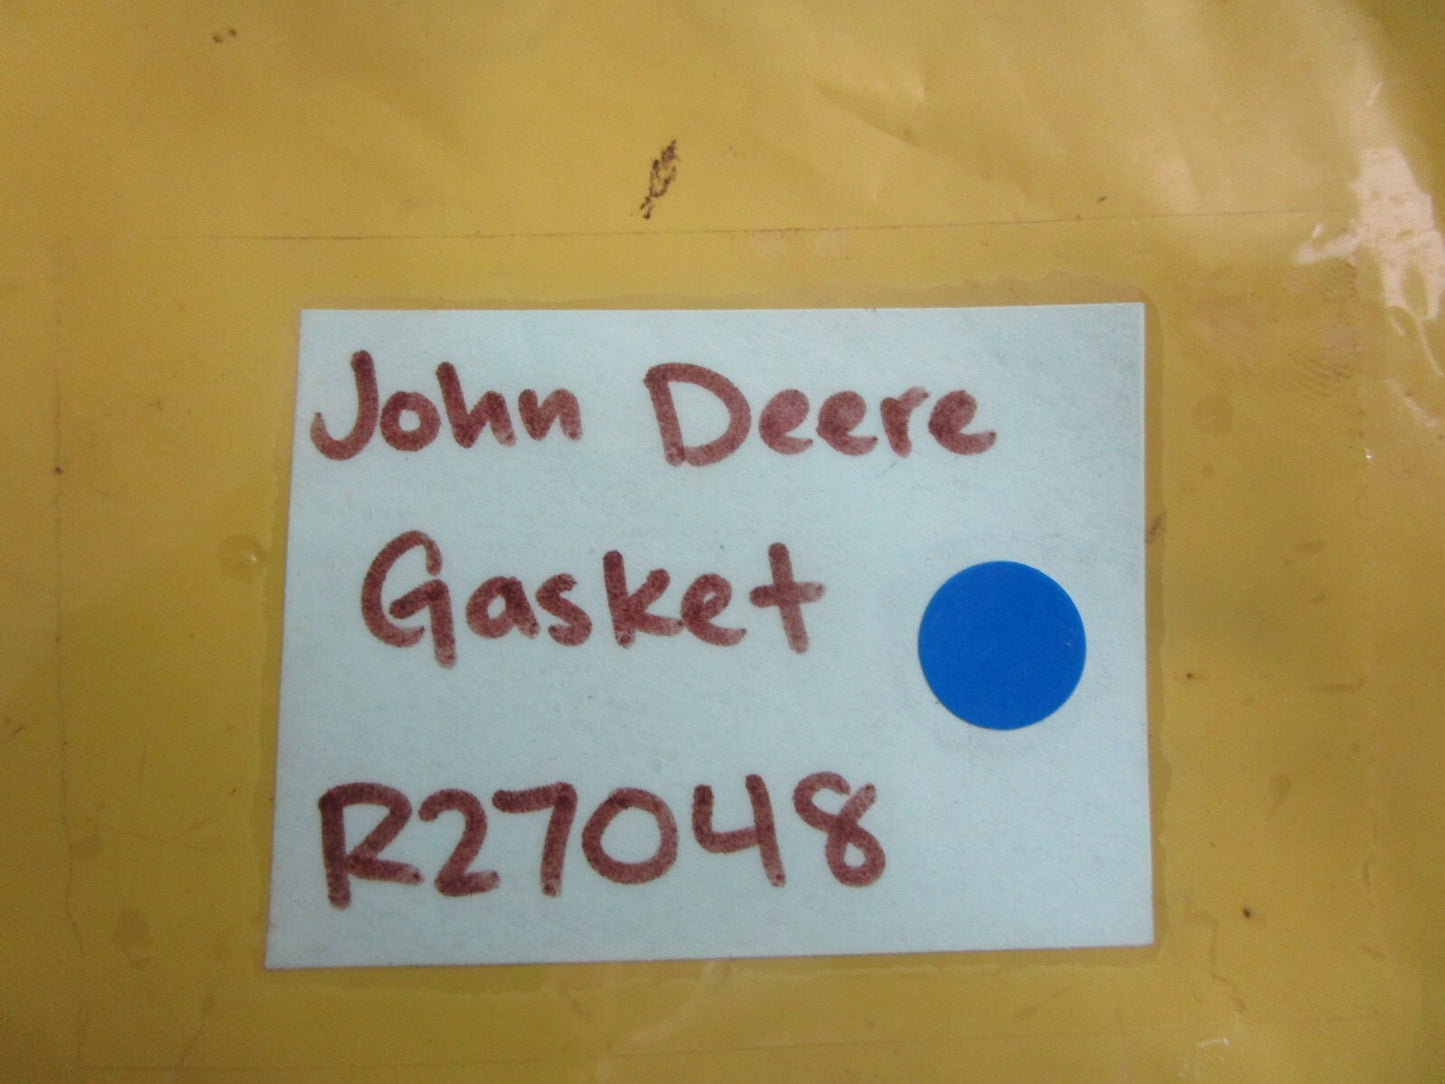 John Deere
Gasket
R27048